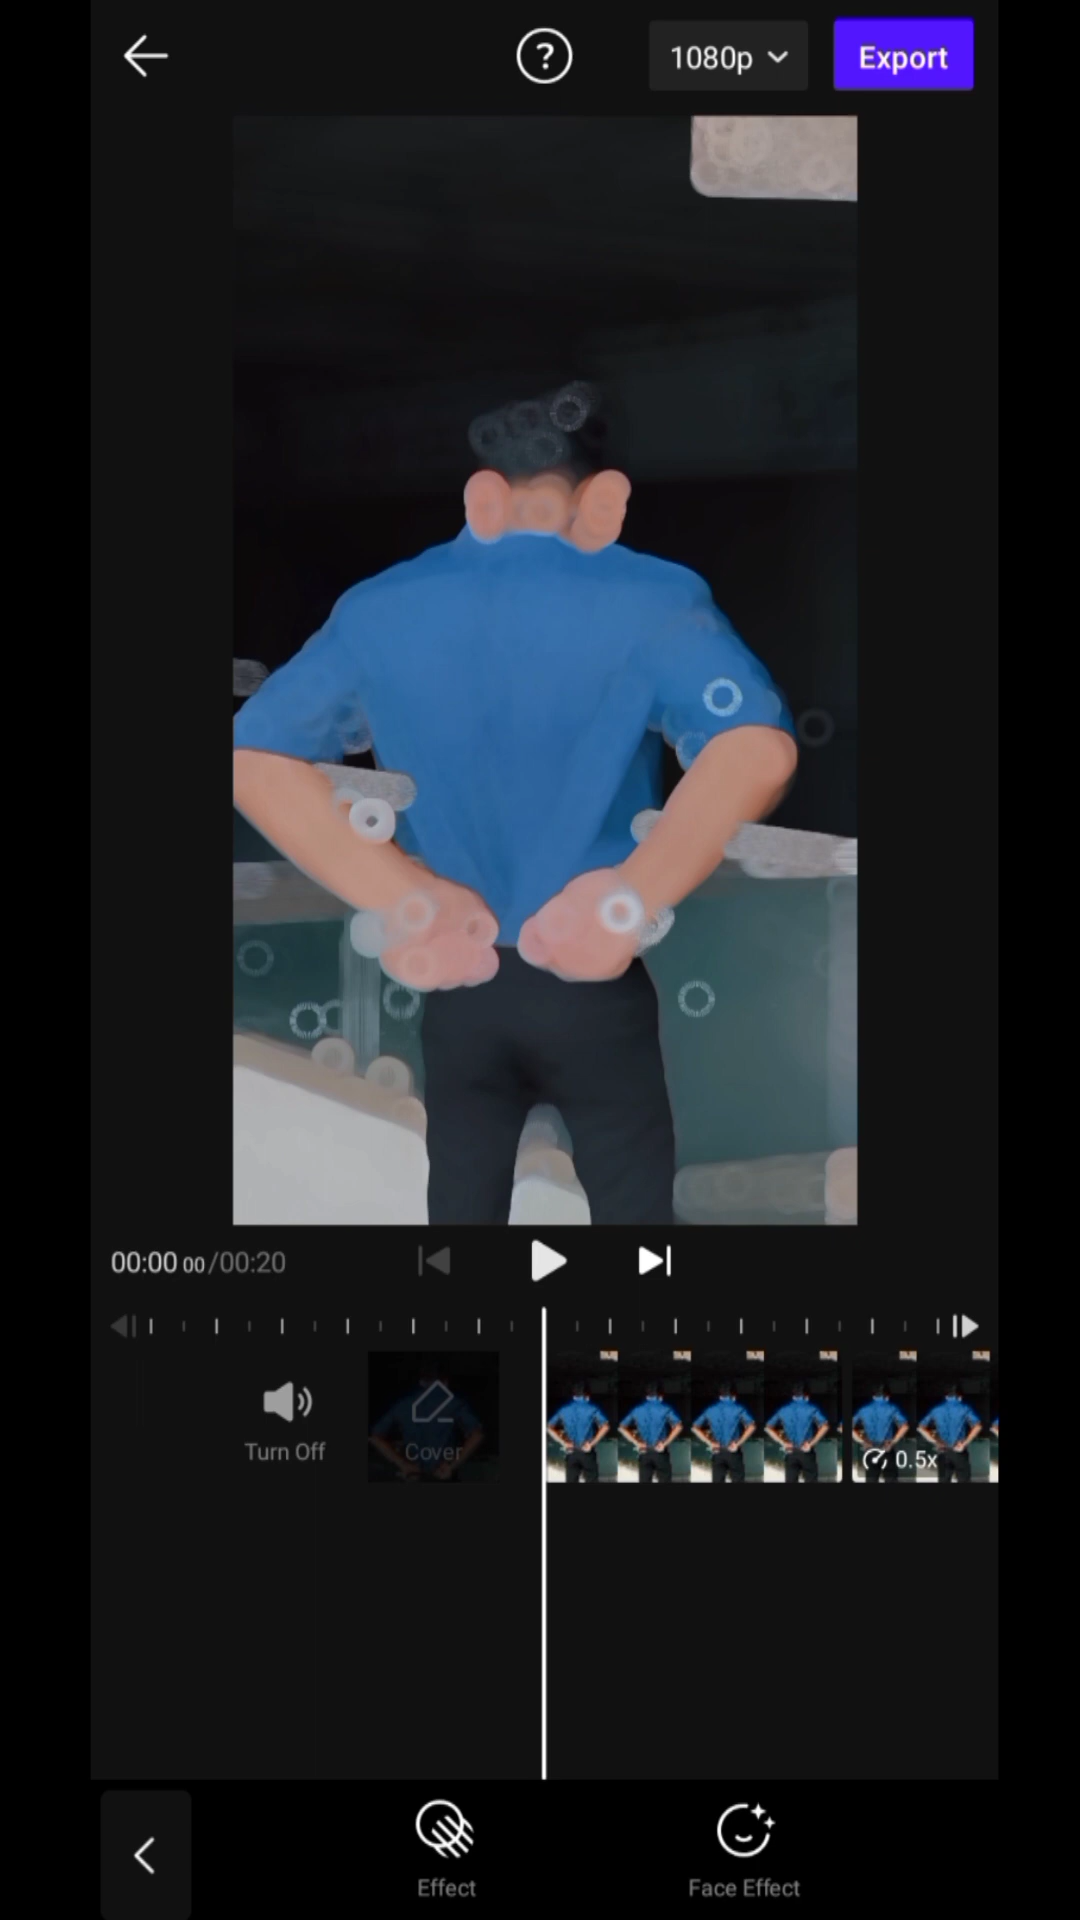 ?
1080p
Export
00:00 00/00:20
Turn Off
Cover
0.5x
Effect
Face Effect